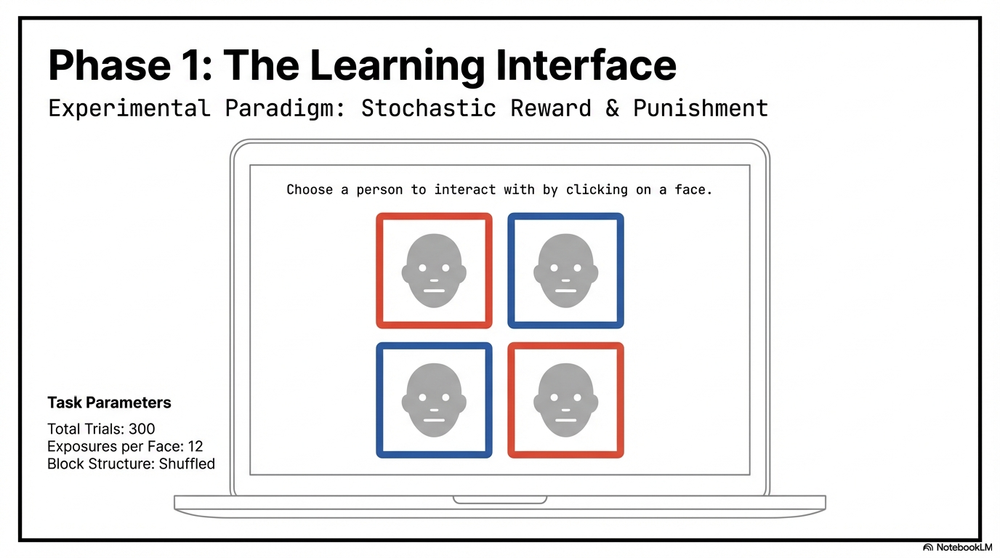 Phase 1: The Learning Interface
Experimental Paradigm: Stochastic Reward & Punishment
Choose a person to interact with by clicking on a face.
Task Parameters
Total Trials: 300
Exposures per Face: 12
Block Structure: Shuffled
NotebookLM